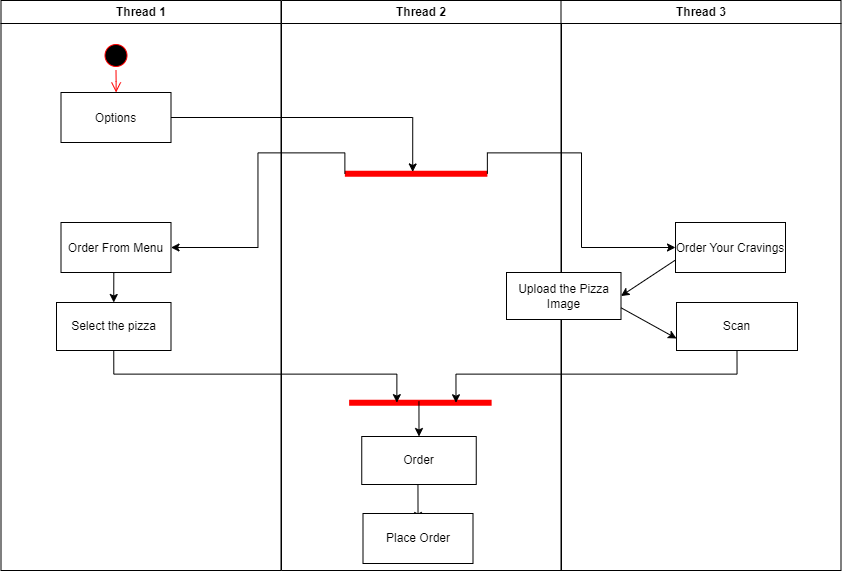 Thread 1
Thread 2
Thread 3
Options
Order From Menu
Order Your Cravings
Upload the Pizza
Image
Select the pizza
Scan
Order
Place Order